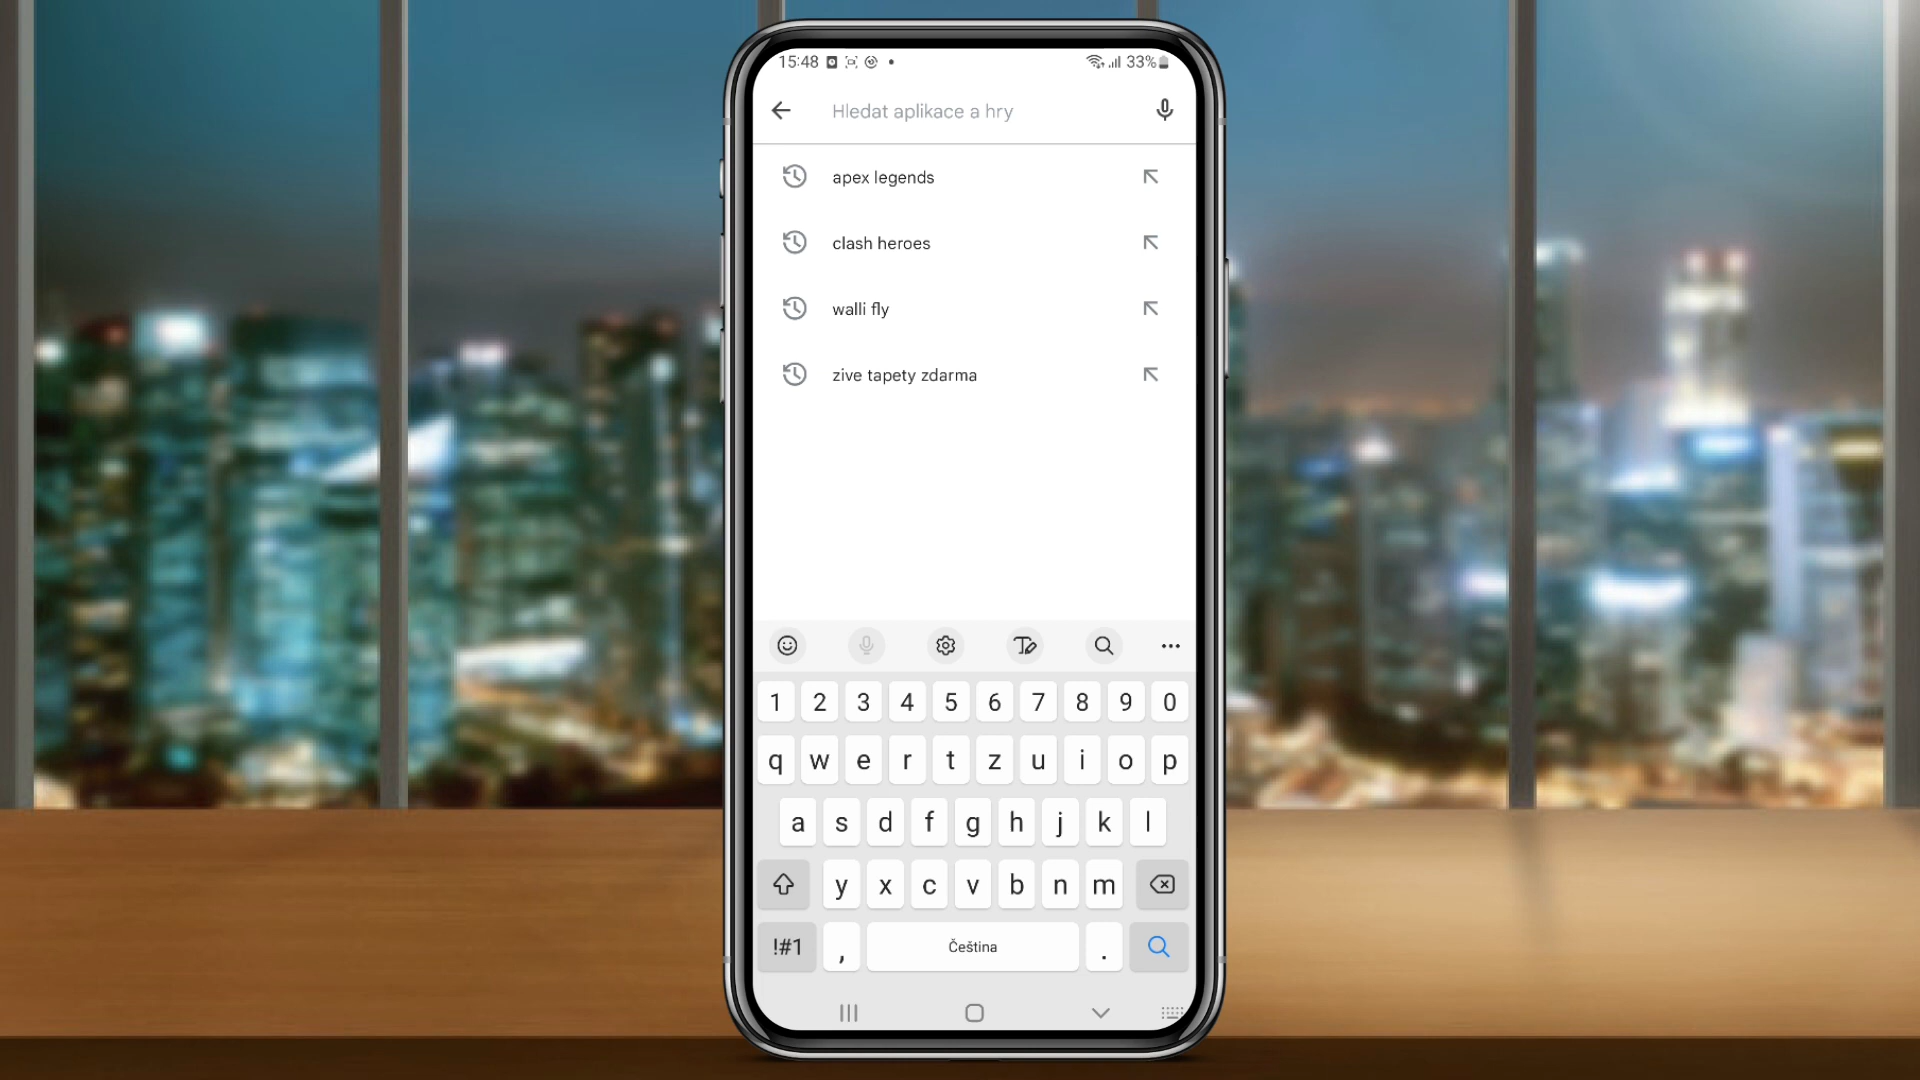 15:48 33%
Hledat aplikace a hry
apex legends
clash heroes
walli fly
zive tapety zdarma
1 2 3 4 5 6 7 8 9 0
q w e r t z u i o p
a s d f g h j k l
y x c v b n m
!#1 , Čeština .